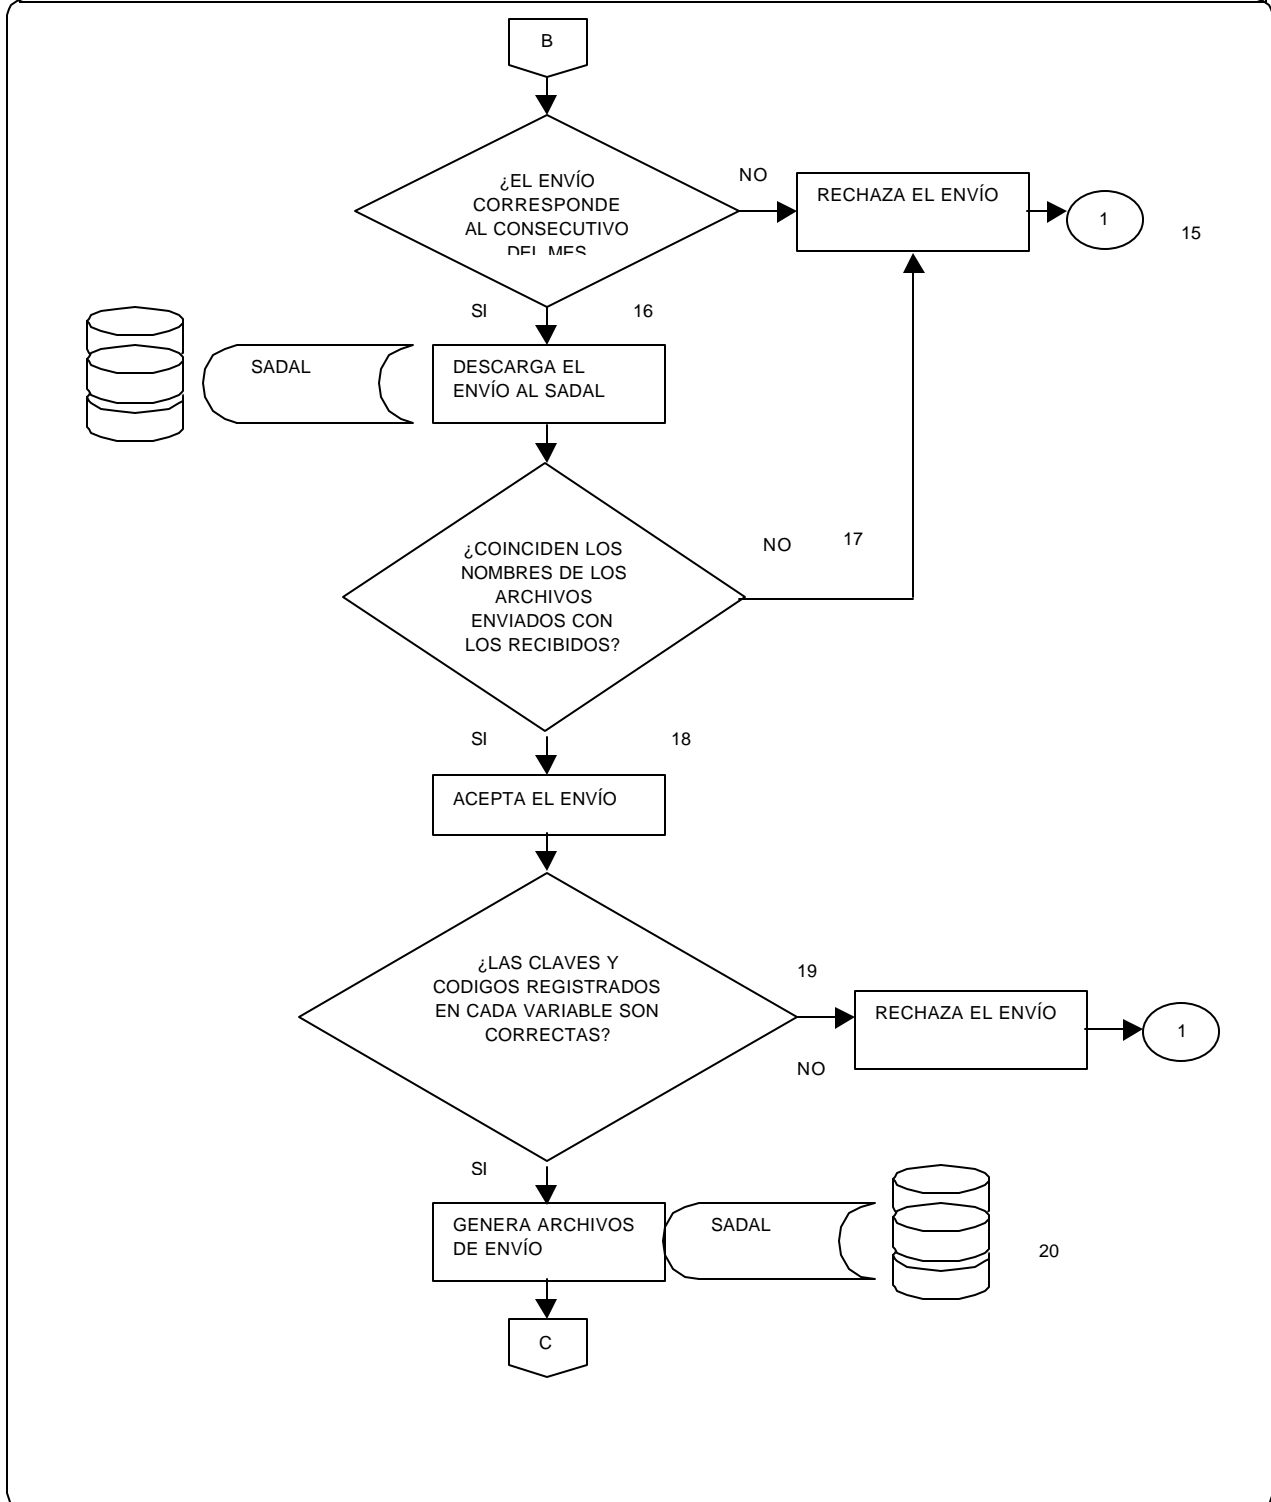 B
¿EL ENVÍO
CORRESPONDE
AL CONSECUTIVO
DEL MES
NO
RECHAZA EL ENVÍO
1
15
SI
16
SADAL
DESCARGA EL
ENVÍO AL SADAL
¿COINCIDEN LOS
NOMBRES DE LOS
ARCHIVOS
ENVIADOS CON
LOS RECIBIDOS?
NO
17
SI
18
ACEPTA EL ENVÍO
¿LAS CLAVES Y
CODIGOS REGISTRADOS
EN CADA VARIABLE SON
CORRECTAS?
19
NO
RECHAZA EL ENVÍO
1
SI
GENERA ARCHIVOS
DE ENVÍO
SADAL
20
C